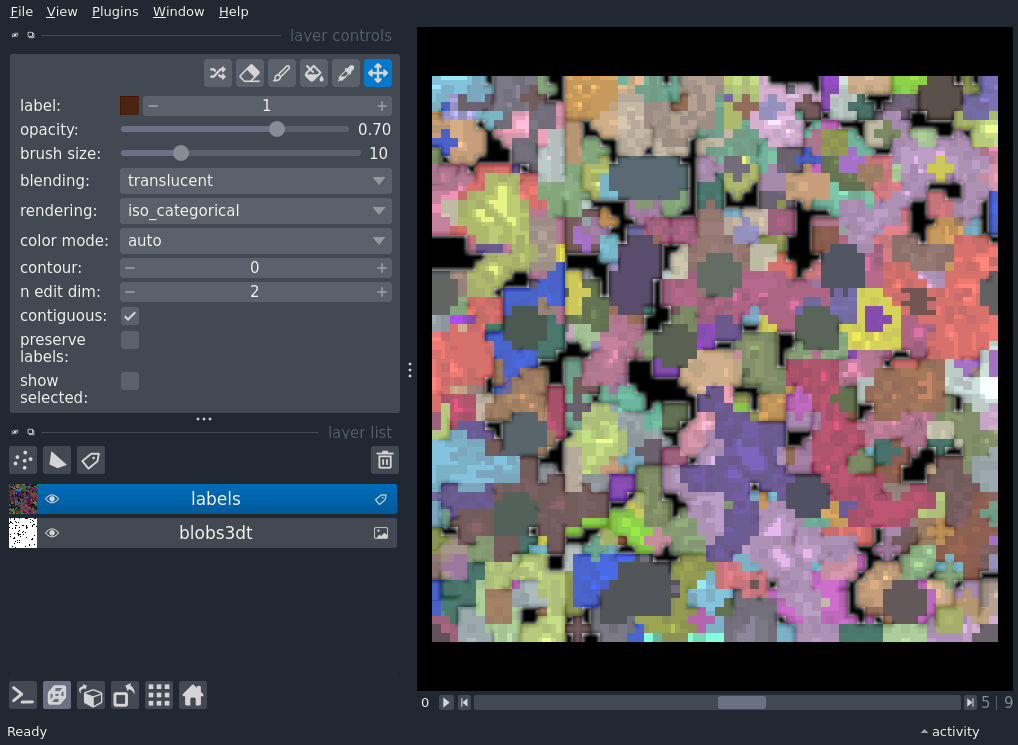 File View Plugins Window Help
layer controls
label: 1
opacity: 0.70
brush size: 10
blending: translucent
rendering: iso_categorical
color mode: auto
contour: 0
n edit dim: 2
contiguous:
preserve
labels:
show
selected:
layer list
labels
blobs3dt
0 5 | 9
Ready activity